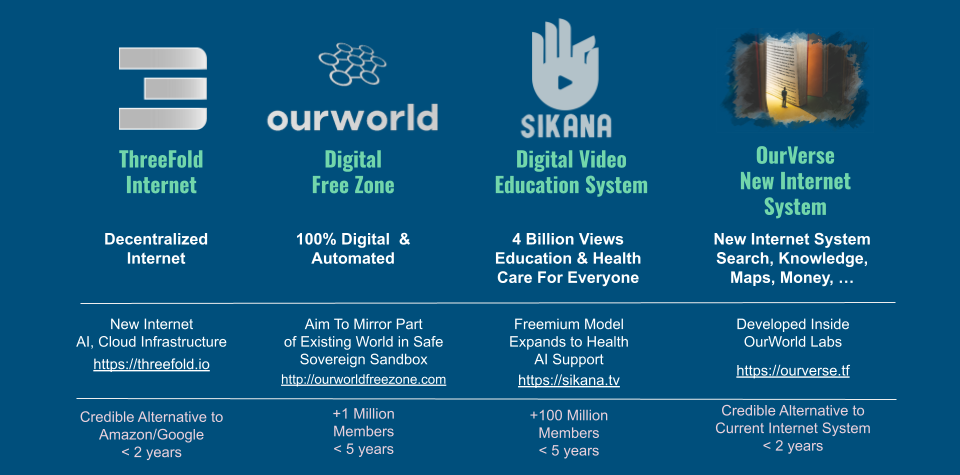 ourworld
SIKANA
ThreeFold
Internet
Digital
Free Zone
Digital Video
Education System
OurVerse
New Internet
System
Decentralized
Internet
100% Digital  &
Automated
4 Billion Views
Education & Health
Care For Everyone
New Internet System
Search, Knowledge,
Maps, Money, …
New Internet
AI, Cloud Infrastructure
https://threefold.io
Aim To Mirror Part
of Existing World in Safe
Sovereign Sandbox
http://ourworldfreezone.com
Freemium Model
Expands to Health
AI Support
https://sikana.tv
Developed Inside
OurWorld Labs
https://ourverse.tf
Credible Alternative to
Amazon/Google
< 2 years
+1 Million
Members
< 5 years
+100 Million
Members
< 5 years
Credible Alternative to
Current Internet System
< 2 years